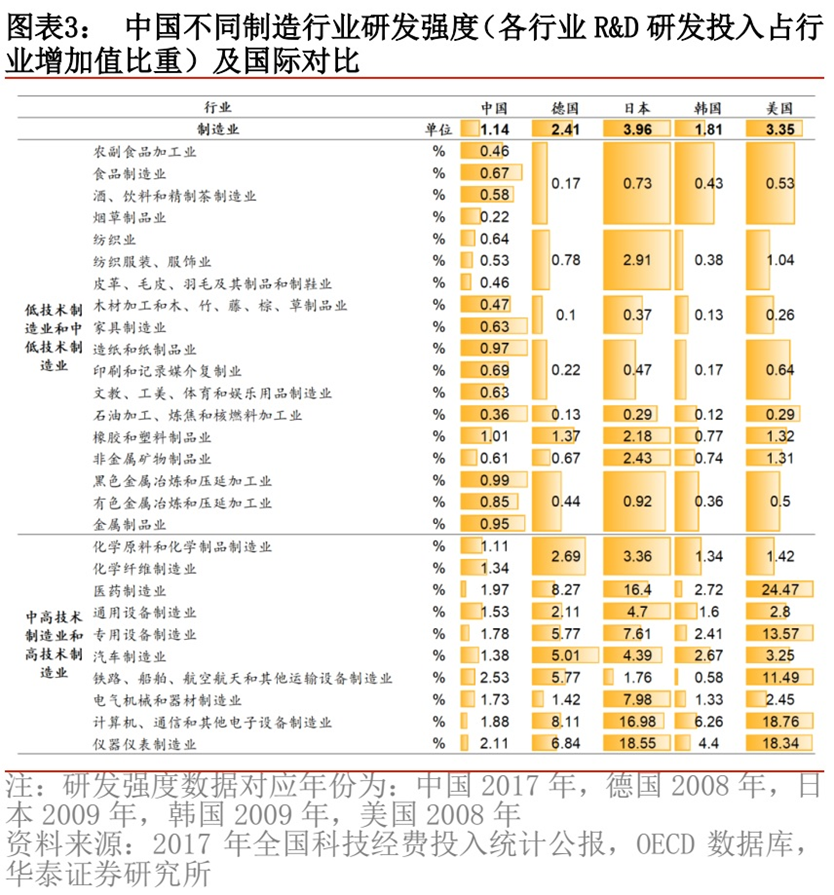 图表3： 中国不同制造行业研发强度（各行业 R&D 研发投入占行
业增加值比重）及国际对比
行业 中国 德国 日本 韩国 美国
制造业 单位 1.14 2.41 3.96 1.81 3.35
低技术制造业和中低技术制造业
农副食品加工业 % 0.46 0.17 0.73 0.43 0.53
食品制造业 % 0.67
酒、饮料和精制茶制造业 % 0.58
烟草制品业 % 0.22
纺织业 % 0.64
纺织服装、服饰业 % 0.53 0.78 2.91 0.38 1.04
皮革、毛皮、羽毛及其制品和制鞋业 % 0.46
木材加工和木、竹、藤、棕、草制品业 % 0.47 0.1 0.37 0.13 0.26
家具制造业 % 0.63
造纸和纸制品业 % 0.97
印刷和记录媒介复制业 % 0.69 0.22 0.47 0.17 0.64
文教、工美、体育和娱乐用品制造业 % 0.63
石油加工、炼焦和核燃料加工业 % 0.36 0.13 0.29 0.12 0.29
橡胶和塑料制品业 % 1.01 1.37 2.18 0.77 1.32
非金属矿物制品业 % 0.61 0.67 2.43 0.74 1.31
黑色金属冶炼和压延加工业 % 0.99
有色金属冶炼和压延加工业 % 0.85 0.44 0.92 0.36 0.5
金属制品业 % 0.95
中高技术制造业和高技术制造业
化学原料和化学制品制造业 % 1.11 2.69 3.36 1.34 1.42
化学纤维制造业 % 1.34
医药制造业 % 1.97 8.27 16.4 2.72 24.47
通用设备制造业 % 1.53 2.11 4.7 1.6 2.8
专用设备制造业 % 1.78 5.77 7.61 2.41 13.57
汽车制造业 % 1.38 5.01 4.39 2.67 3.25
铁路、船舶、航空航天和其他运输设备制造业 % 2.53 5.77 1.76 0.58 11.49
电气机械和器材制造业 % 1.73 1.42 7.98 1.33 2.45
计算机、通信和其他电子设备制造业 % 1.88 8.11 16.98 6.26 18.76
仪器仪表制造业 % 2.11 6.84 18.55 4.4 18.34
注：研发强度数据对应年份为：中国 2017 年，德国 2008 年，日
本 2009 年，韩国 2009 年，美国 2008 年
资料来源：2017 年全国科技经费投入统计公报，OECD 数据库，
华泰证券研究所